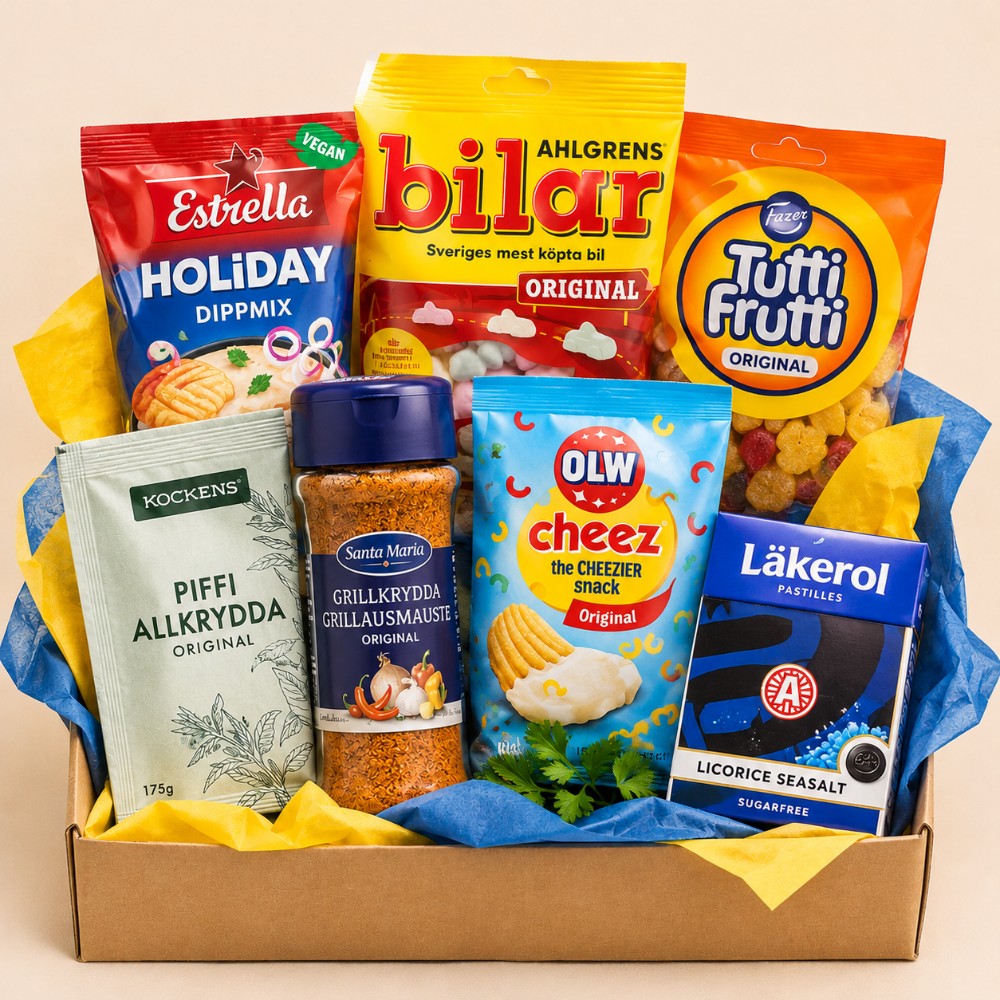 VEGAN
Estrella
HOLiDAY
DIPPMIX
AHLGRENS
bilar
Sveriges mest köpta bil
ORIGINAL
Fazer
Tutti
Frutti
ORIGINAL
KOCKENS
PIFFI
ALLKRYDDA
ORIGINAL
175g
Santa Maria
GRILLKRYDDA
GRILLAUSMAUSTE
ORIGINAL
OLW
cheez
the CHEEZIER
snack
Original
Läkerol
PASTILLES
A
LICORICE SEASALT
SUGARFREE